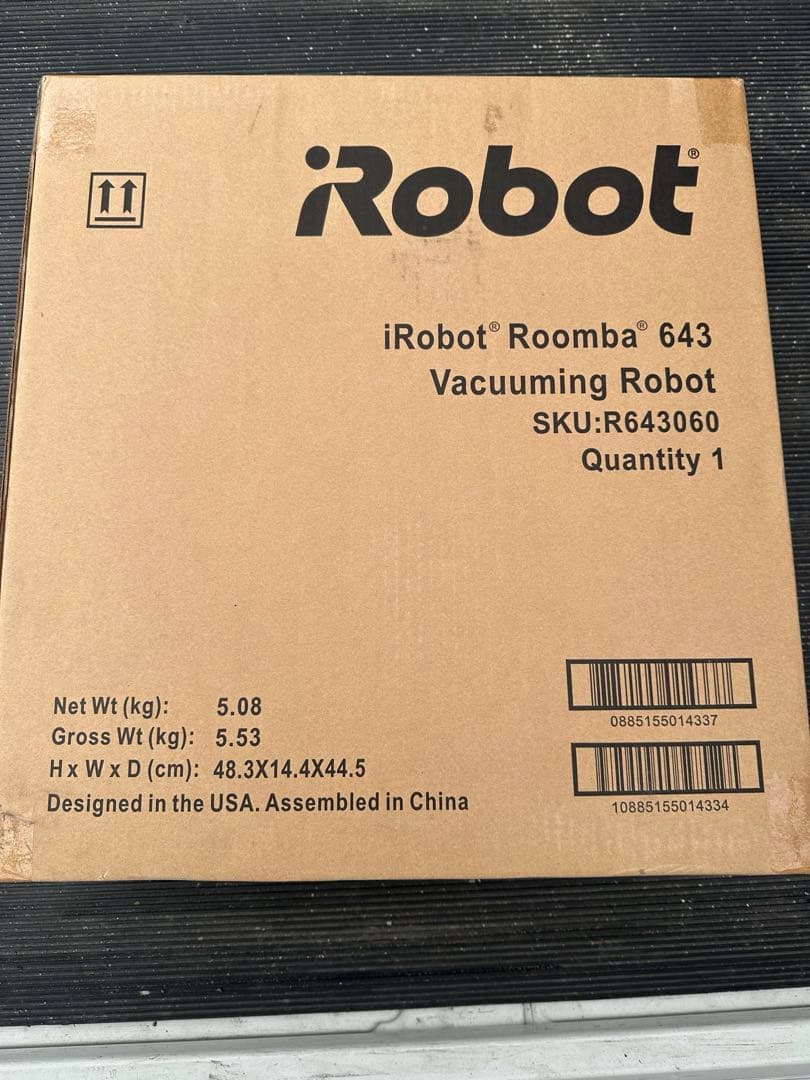 iRobot®
iRobot® Roomba® 643
Vacuuming Robot
SKU:R643060
Quantity 1
Net Wt (kg): 5.08
Gross Wt (kg): 5.53
H x W x D (cm): 48.3X14.4X44.5
Designed in the USA. Assembled in China
0885155014337
10885155014334